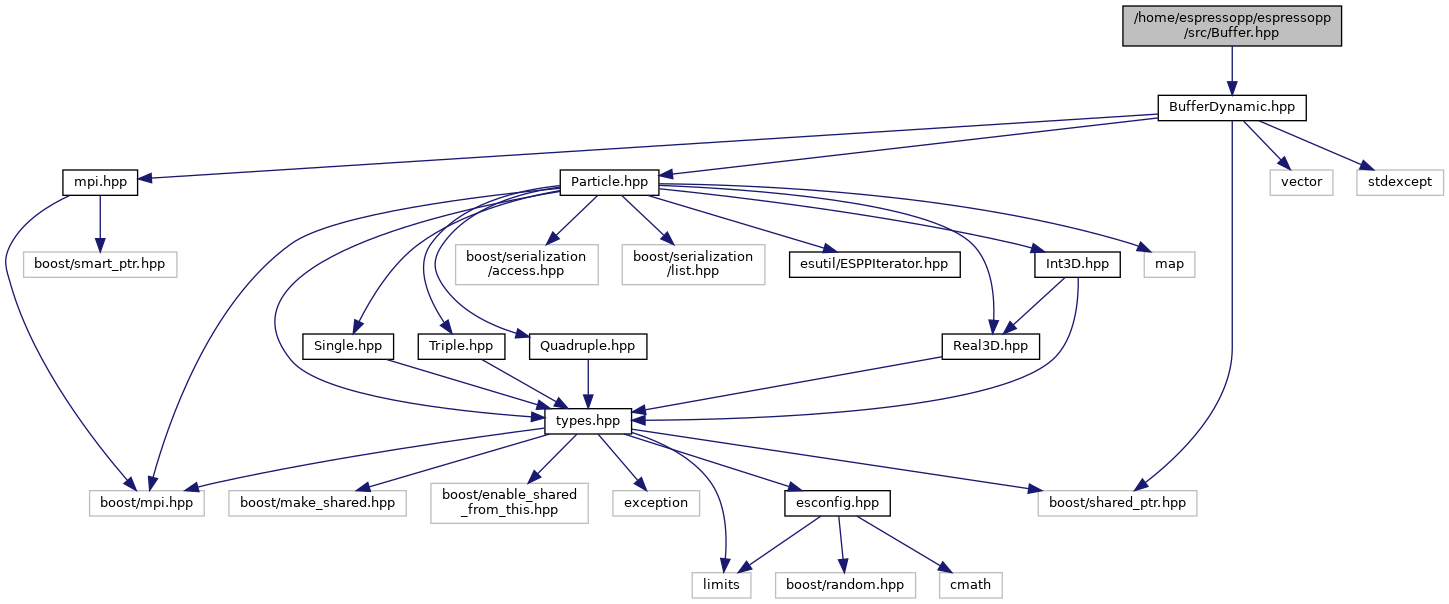 /home/espressopp/espressopp
/src/Buffer.hpp
BufferDynamic.hpp
mpi.hpp
Particle.hpp
vector
stdexcept
boost/smart_ptr.hpp
boost/serialization
/access.hpp
boost/serialization
/list.hpp
esutil/ESPPIterator.hpp
Int3D.hpp
map
Single.hpp
Triple.hpp
Quadruple.hpp
Real3D.hpp
types.hpp
boost/mpi.hpp
boost/make_shared.hpp
boost/enable_shared
_from_this.hpp
exception
esconfig.hpp
boost/shared_ptr.hpp
limits
boost/random.hpp
cmath